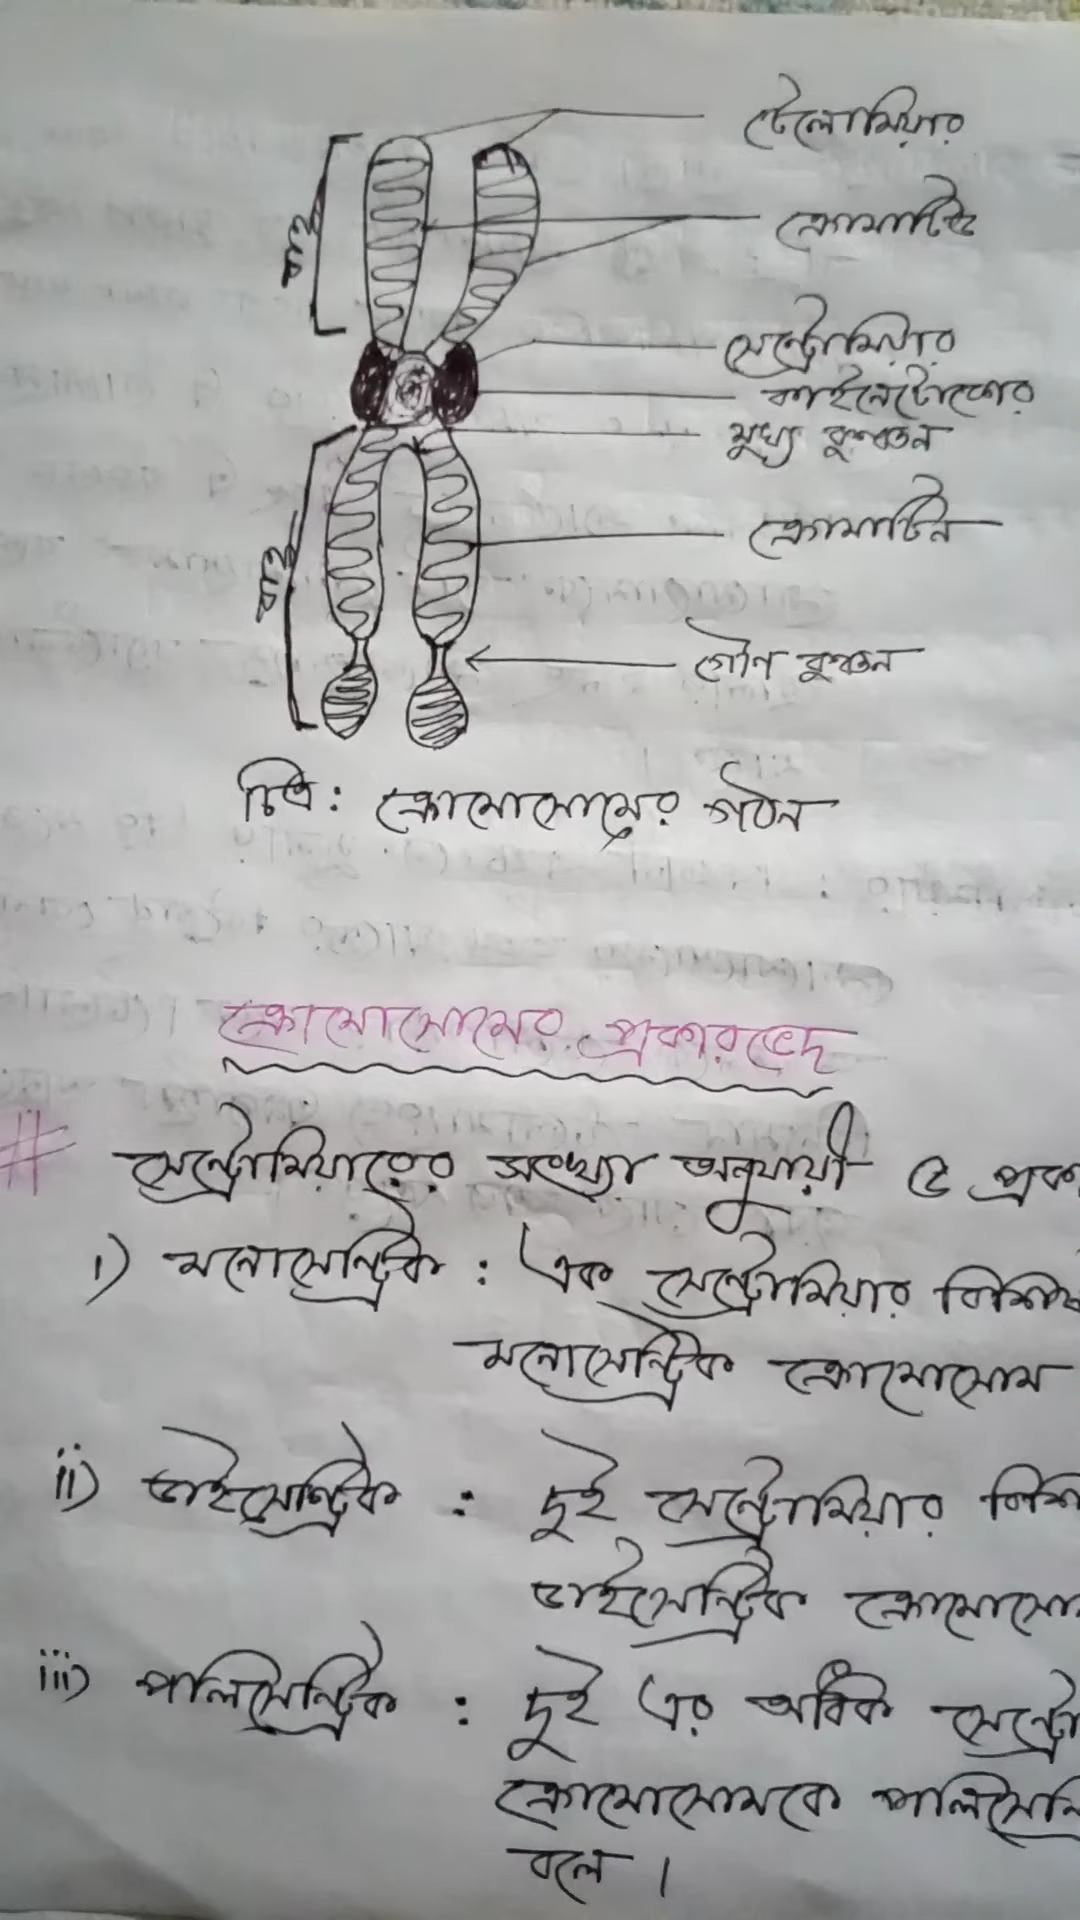 টেলোমিয়ার
ক্রোমাটিড
বাহু
সেন্ট্রোমিয়ার
কাইনেটোকোর
মুখ্য কুঞ্চন
ক্রোমাটিন
বাহু
গৌণ কুঞ্চন
চিত্র: ক্রোমোসোমের গঠন
ক্রোমোসোমের প্রকারভেদ
# সেন্ট্রোমিয়ারের সংখ্যা অনুযায়ী ৫ প্রকা
i) মনোসেন্ট্রিক : এক সেন্ট্রোমিয়ার বিশিষ
মনোসেন্ট্রিক ক্রোমোসোম
ii) ডাইসেন্ট্রিক : দুই সেন্ট্রোমিয়ার বিশি
ডাইসেন্ট্রিক ক্রোমোসো
iii) পলিসেন্ট্রিক : দুই এর অধিক সেন্ট্রো
ক্রোমোসোমকে পলিসেন্ট্রি
বলে।